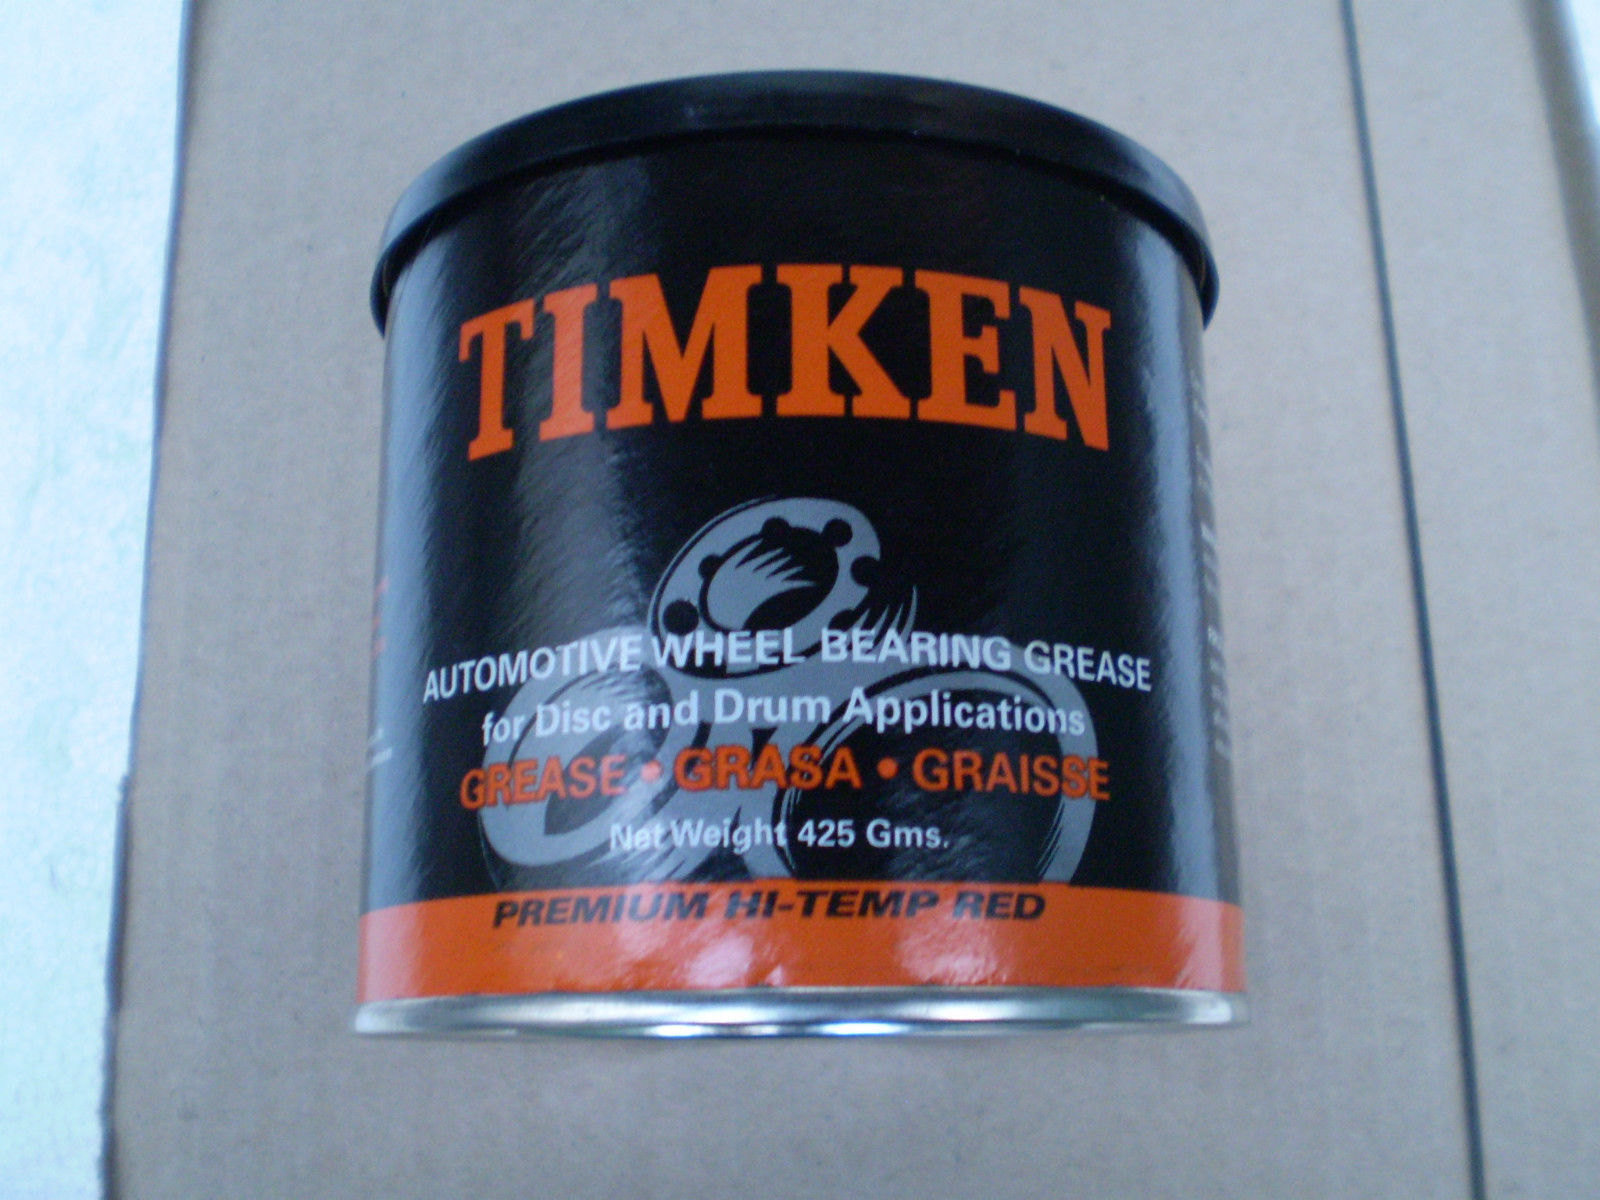 TIMKEN
AUTOMOTIVE WHEEL BEARING GREASE
for Disc and Drum Applications
GREASE • GRASA • GRAISSE
Net Weight 425 Gms.
PREMIUM HI-TEMP RED